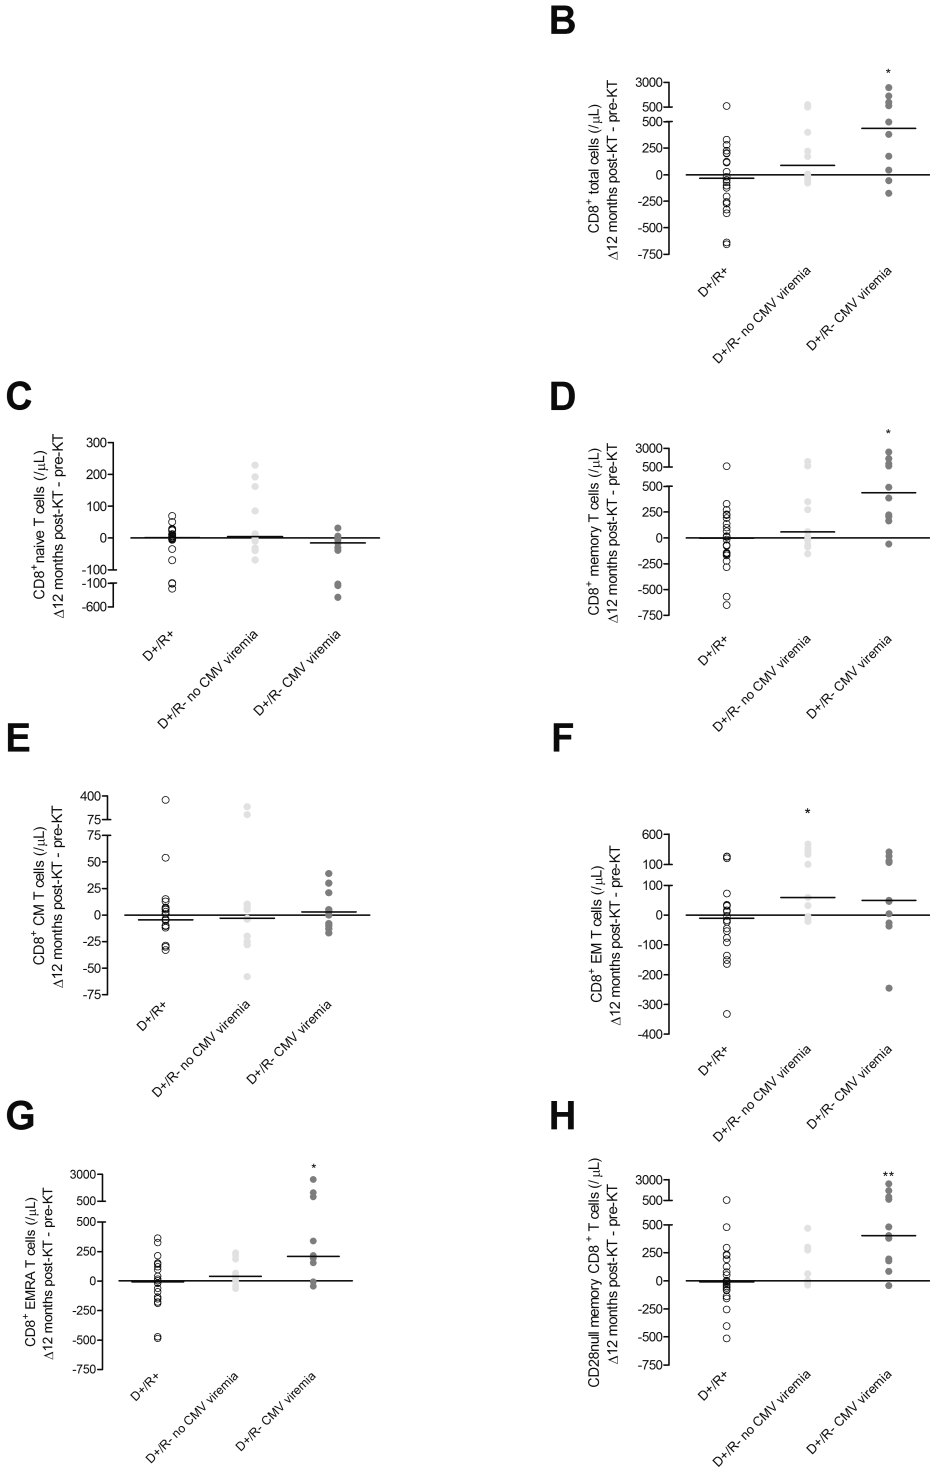 B
*
CD8+ total cells (/µL)
Δ12 months post-KT - pre-KT
3000
500
500
250
0
-250
-500
-750
D+/R+
D+/R- no CMV viremia
D+/R- CMV viremia
C
CD8+naive T cells (/µL)
Δ12 months post-KT - pre-KT
300
200
100
0
-100
-100
-600
D+/R+
D+/R- no CMV viremia
D+/R- CMV viremia
D
*
CD8+ memory T cells (/µL)
Δ12 months post-KT - pre-KT
3000
500
500
250
0
-250
-500
-750
D+/R+
D+/R- no CMV viremia
D+/R- CMV viremia
E
CD8+ CM T cells (/µL)
Δ12 months post-KT - pre-KT
400
75
75
50
25
0
-25
-50
-75
D+/R+
D+/R- no CMV viremia
D+/R- CMV viremia
F
*
CD8+ EM T cells (/µL)
Δ12 months post-KT - pre-KT
600
100
100
0
-100
-200
-300
-400
D+/R+
D+/R- no CMV viremia
D+/R- CMV viremia
G
*
CD8+ EMRA T cells (/µL)
Δ12 months post-KT - pre-KT
3000
500
500
250
0
-250
-500
-750
D+/R+
D+/R- no CMV viremia
D+/R- CMV viremia
H
**
CD28null memory CD8 + T cells (/µL)
Δ12 months post-KT - pre-KT
3000
500
500
250
0
-250
-500
-750
D+/R+
D+/R- no CMV viremia
D+/R- CMV viremia